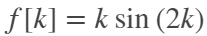 f[k] = k sin (2k)